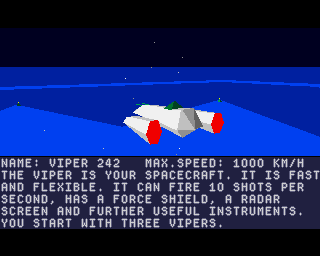 NAME: VIPER 242   MAX.SPEED: 1000 KM/H
THE VIPER IS YOUR SPACECRAFT. IT IS FAST
AND FLEXIBLE. IT CAN FIRE 10 SHOTS PER
SECOND, HAS A FORCE SHIELD, A RADAR
SCREEN AND FURTHER USEFUL INSTRUMENTS.
YOU START WITH THREE VIPERS.